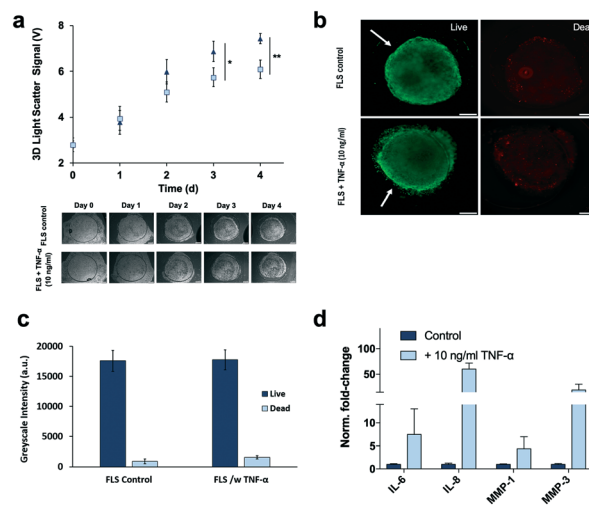 a
3D Light Scatter Signal (V)
8
6
4
2
0
1
2
3
4
*
**
Time (d)
Day 0
Day 1
Day 2
Day 3
Day 4
FLS control
FLS + TNF-α
(10 ng/ml)
b
Live
Dea
FLS control
FLS + TNF-α (10 ng/ml)
c
Greyscale Intensity (a.u.)
20000
15000
10000
5000
0
Live
Dead
FLS Control
FLS /w TNF-α
d
Control
+ 10 ng/ml TNF-α
Norm. fold-change
100
50
10
5
0
IL-6
IL-8
MMP-1
MMP-3